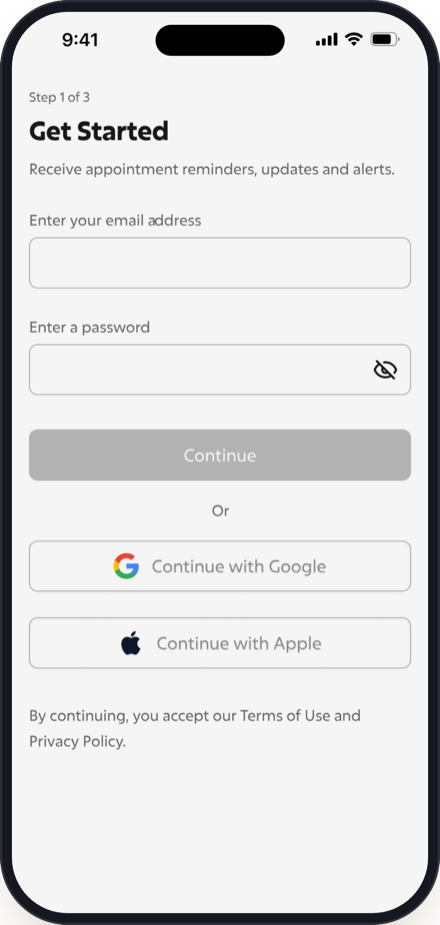 9:41
Step 1 of 3
Get Started
Receive appointment reminders, updates and alerts.
Enter your email address
Enter a password
Continue
Or
Continue with Google
Continue with Apple
By continuing, you accept our Terms of Use and
Privacy Policy.